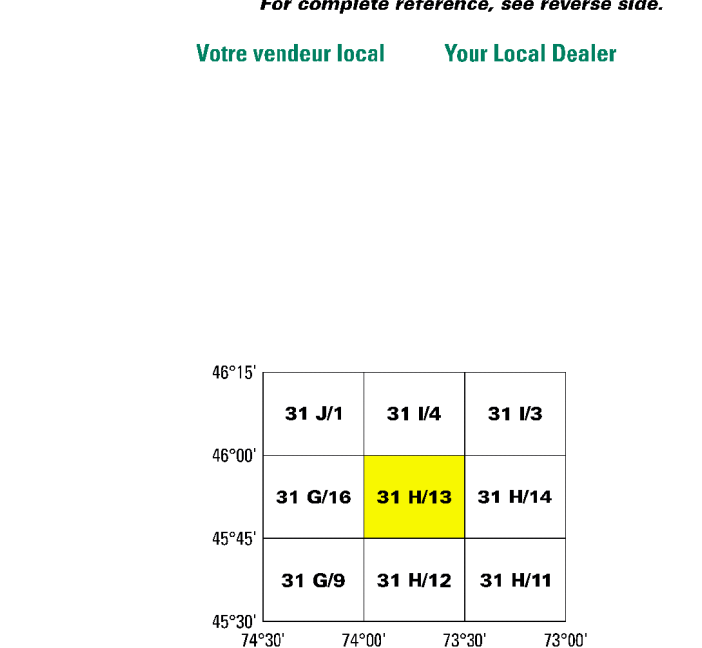 For complete reference, see reverse side.
Votre vendeur local Your Local Dealer
46°15'
31 J/1 31 I/4 31 I/3
46°00'
31 G/16 31 H/13 31 H/14
45°45'
31 G/9 31 H/12 31 H/11
45°30'
74°30' 74°00' 73°30' 73°00'